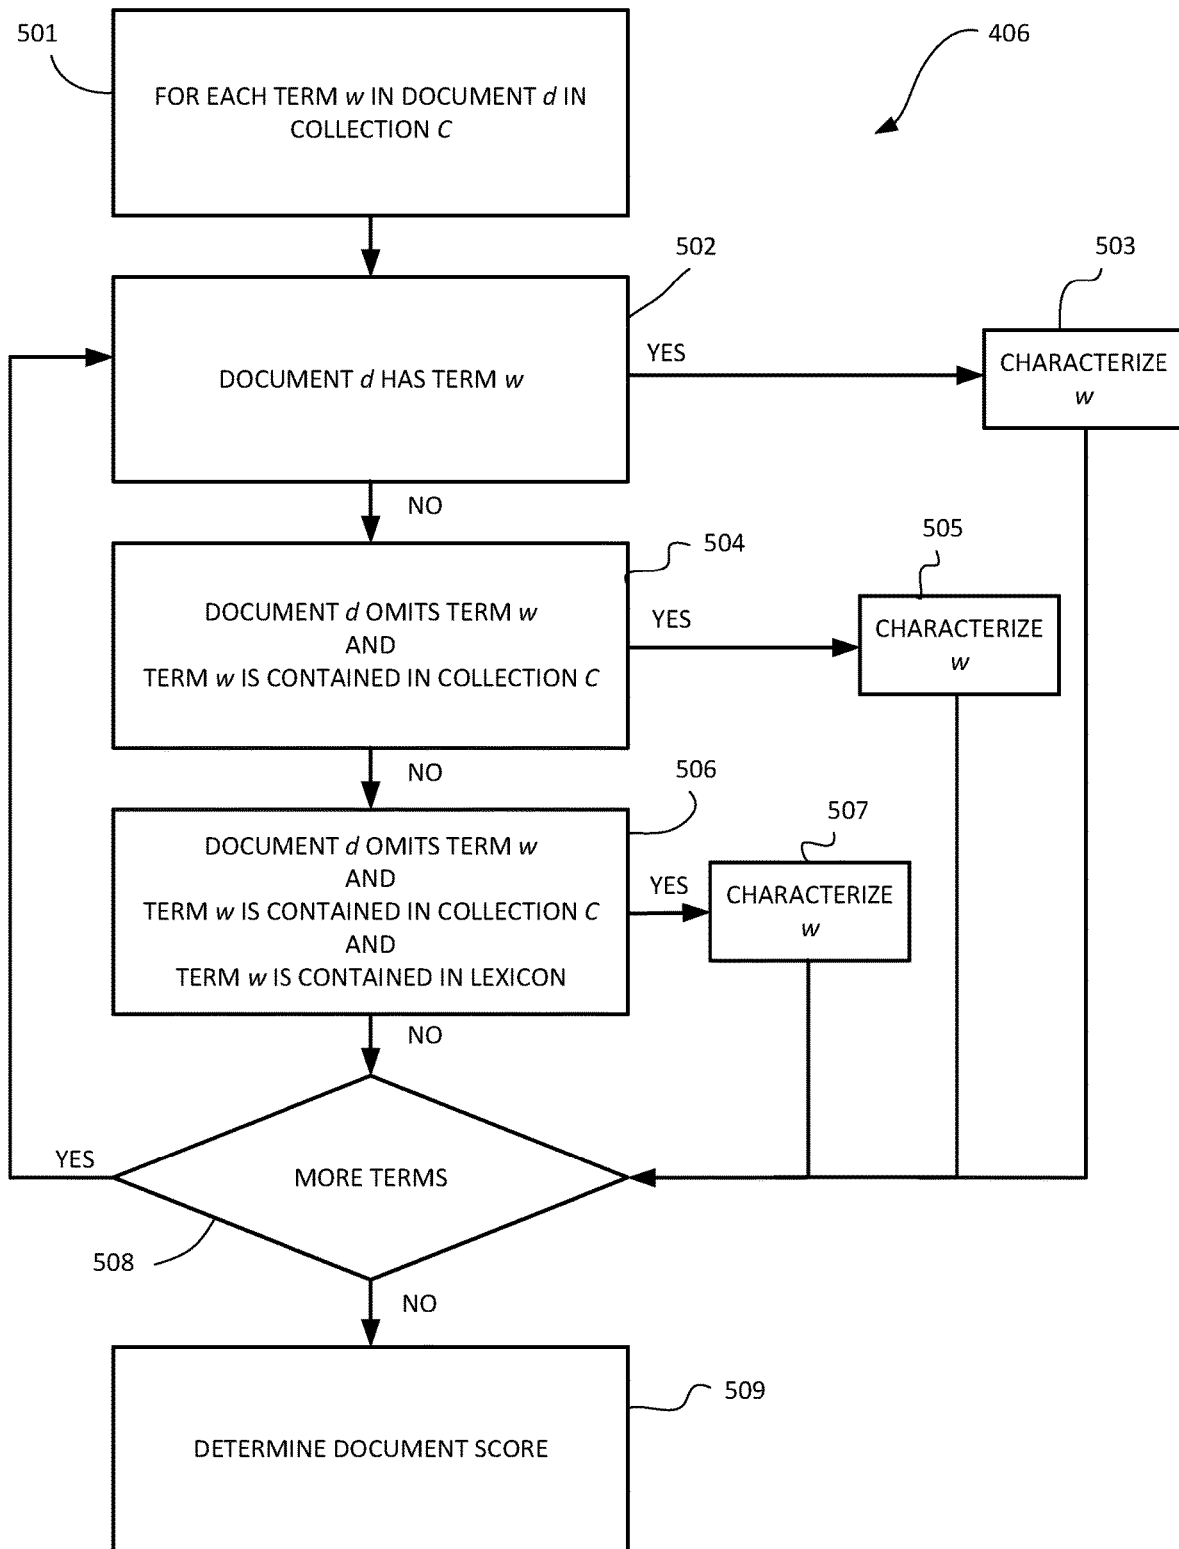 501
406
FOR EACH TERM w IN DOCUMENT d IN
COLLECTION C
502
503
YES
DOCUMENT d HAS TERM w
CHARACTERIZE
w
NO
504
505
DOCUMENT d OMITS TERM w
AND
TERM w IS CONTAINED IN COLLECTION C
YES
CHARACTERIZE
w
NO
506
507
DOCUMENT d OMITS TERM w
AND
TERM w IS CONTAINED IN COLLECTION C
AND
TERM w IS CONTAINED IN LEXICON
YES
CHARACTERIZE
w
NO
YES
MORE TERMS
508
NO
509
DETERMINE DOCUMENT SCORE